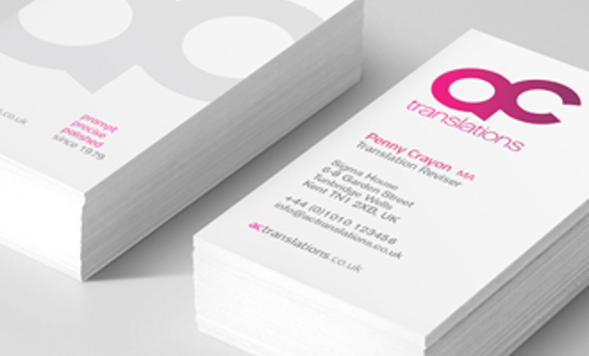 .co.uk
prompt
precise
polished
since 1979
ac
translations
Penny Crayon MA
Translation Reviser
Sigma House
6-8 Garden Street
Tunbridge Wells
Kent TN1 2XB, UK
+44 (0)1010 123456
info@actranslations.co.uk
actranslations.co.uk